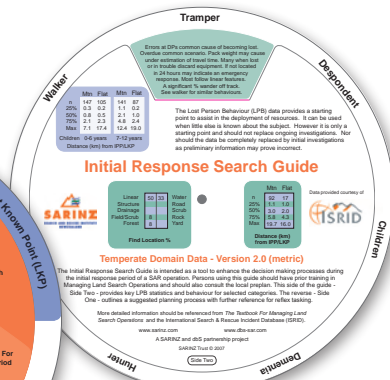 Tramper
Errors at DPs common cause of becoming lost.
Overdue common scenario. Pack weight may cause
under estimation of travel time. Many when lost
or in trouble discard equipment. If not located
in 24 hours may indicate an emergency
response. Most follow linear features.
A significant % wander off track.
See walker for similar behaviours.
Walker
Despondent
Mtn Flat Mtn Flat
n 147 105 141 87
25% 0.3 0.2 1.1 0.2
50% 0.8 0.5 2.1 1.0
75% 2.1 2.3 4.8 2.4
Max 7.1 17.4 12.4 19.0
Children 0-6 years 7-12 years
Distance (km) from IPP/LKP
The Lost Person Behaviour (LPB) data provides a starting
point to assist in the deployment of resources. It can be used
when little else is known about the subject. However it is only a
starting point and should not replace ongoing investigations. Nor
should the data be completely replaced by initial investigations
as preliminary information may prove incorrect.
Initial Response Search Guide
Known Point (LKP)
SARINZ
Linear 50 33 Water
Structure Road
Drainage Scrub
Field/Scrub 8 Rock
Forest 8 Yard
Find Location %
Mtn Flat
n 92 17
25% 1.1 1.0
50% 3.0 2.0
75% 5.8 4.3
Max 19.7 16.0
Distance (km)
from IPP/LKP
Data provided courtesy of
ISRID
Children
Temperate Domain Data - Version 2.0 (metric)
The Initial Response Search Guide is intended as a tool to enhance the decision making processes during
the initial response of a SAR operation. Persons using this guide should have prior training in
Managing Land Search Operations and should also consult the local preplan. This side of the guide -
Side Two - provides key LPB statistics and behaviour for selected categories. The reverse - Side
One - outlines a suggested planning process with further reference for reflex tasking.
More detailed information should be referenced from The Textbook For Managing Land
Search Operations and the International Search & Rescue Incident Database (ISRID).
www.sarinz.com www.dbs-sar.com
A SARINZ and dbS partnership project
SARINZ Trust © 2007
Side Two
For
Hunter
Dementia